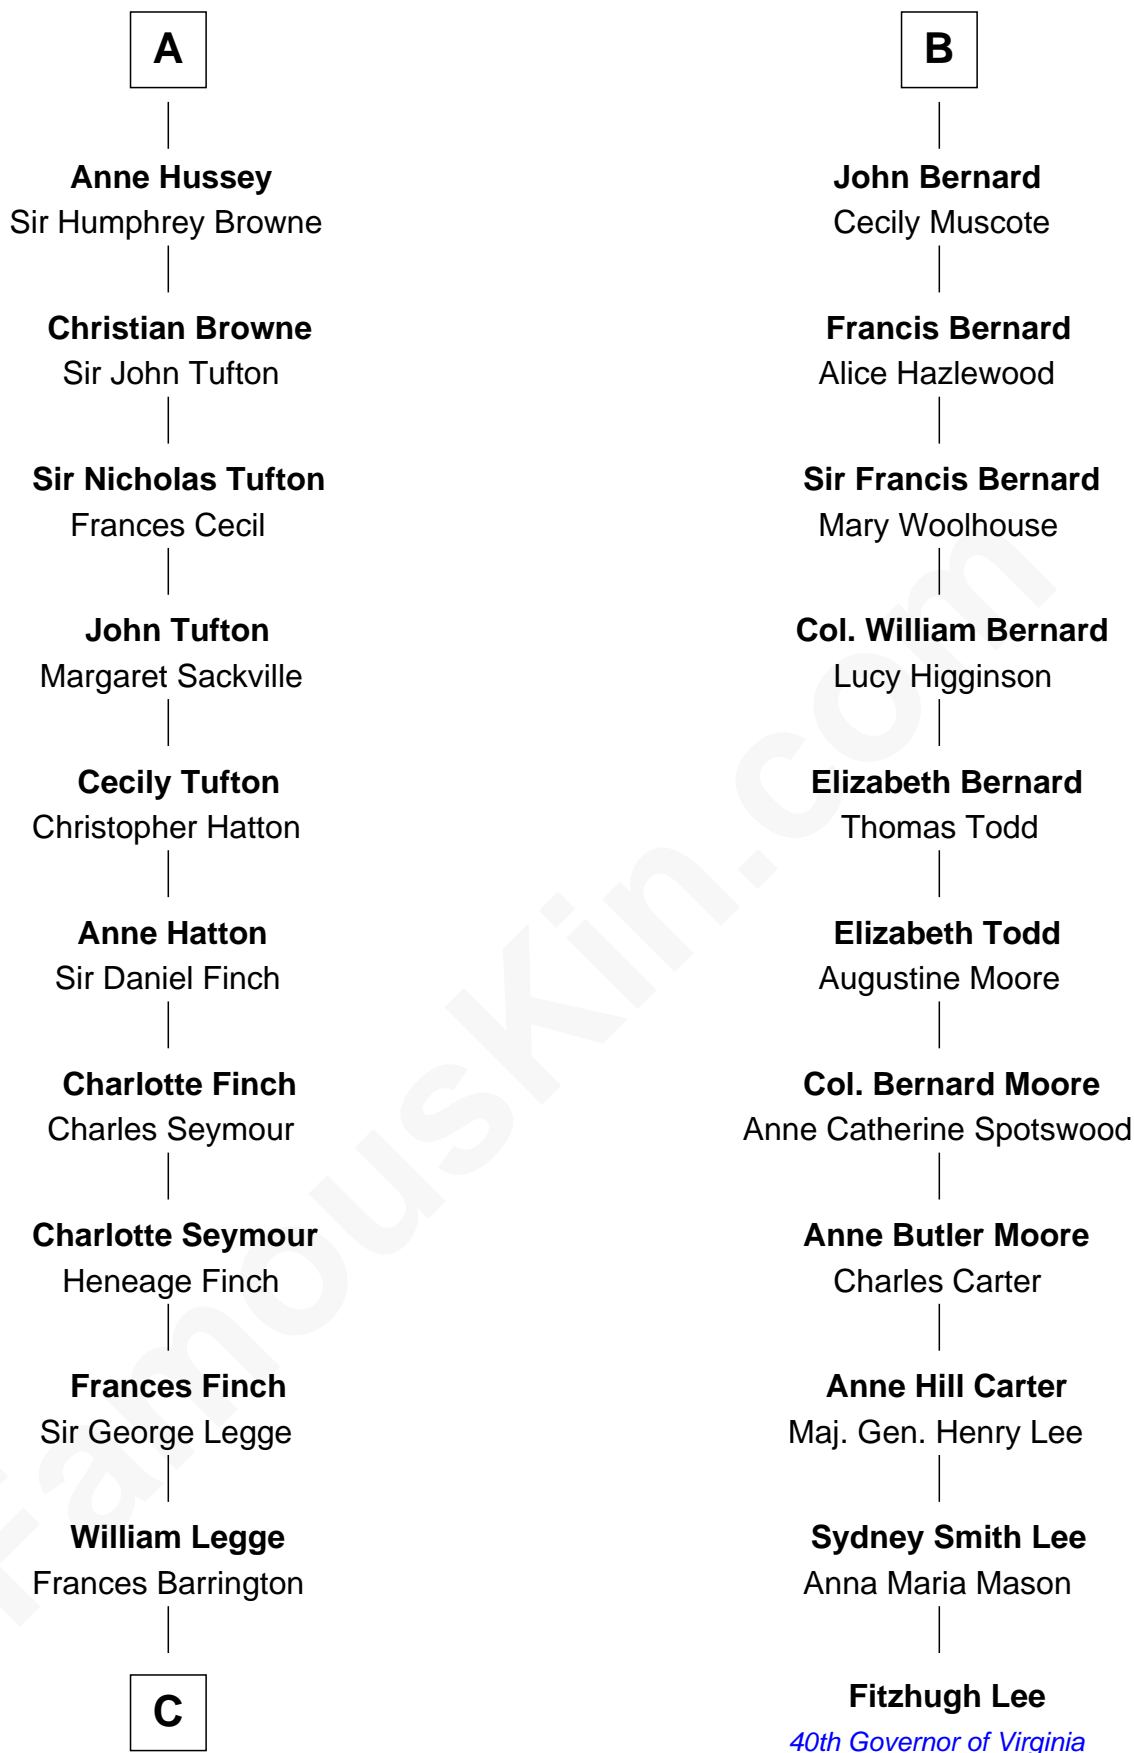 A
Anne Hussey
Sir Humphrey Browne
Christian Browne
Sir John Tufton
Sir Nicholas Tufton
Frances Cecil
John Tufton
Margaret Sackville
Cecily Tufton
Christopher Hatton
Anne Hatton
Sir Daniel Finch
Charlotte Finch
Charles Seymour
Charlotte Seymour
Heneage Finch
Frances Finch
Sir George Legge
William Legge
Frances Barrington
C
B
John Bernard
Cecily Muscote
Francis Bernard
Alice Hazlewood
Sir Francis Bernard
Mary Woolhouse
Col. William Bernard
Lucy Higginson
Elizabeth Bernard
Thomas Todd
Elizabeth Todd
Augustine Moore
Col. Bernard Moore
Anne Catherine Spotswood
Anne Butler Moore
Charles Carter
Anne Hill Carter
Maj. Gen. Henry Lee
Sydney Smith Lee
Anna Maria Mason
Fitzhugh Lee
40th Governor of Virginia
FamousKin.com